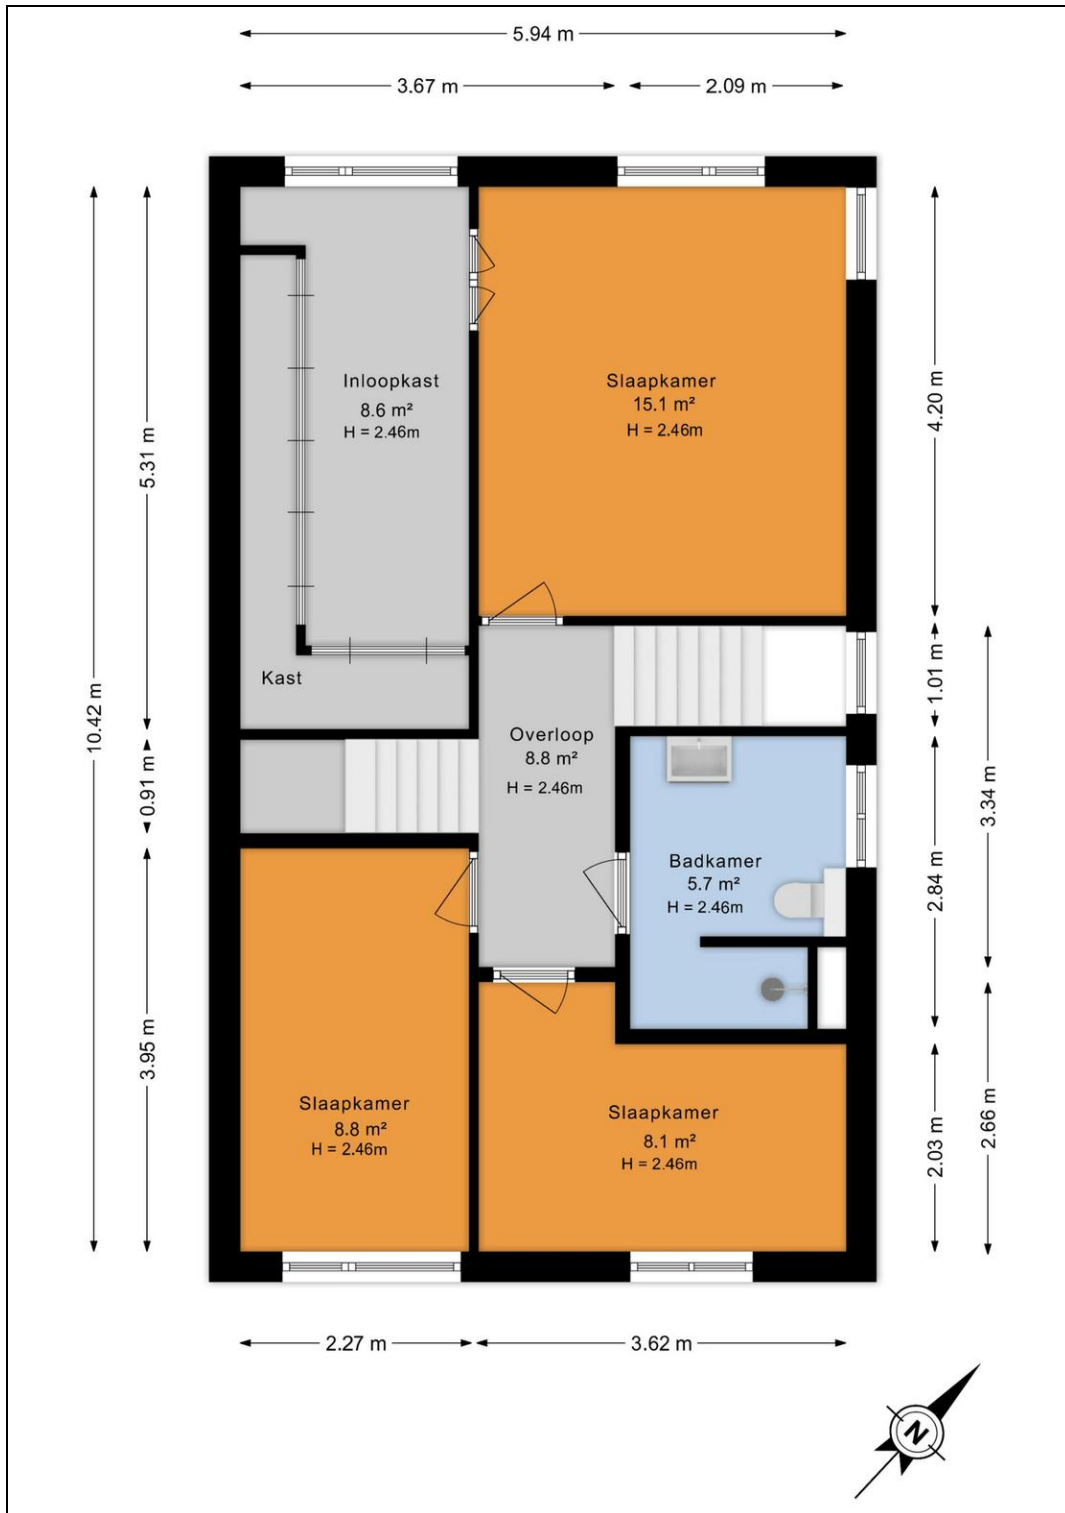 5.94 m
3.67 m
2.09 m
10.42 m
5.31 m
0.91 m
3.95 m
Inloopkast
8.6 m²
H = 2.46m
Slaapkamer
15.1 m²
H = 2.46m
Kast
Overloop
8.8 m²
H = 2.46m
Badkamer
5.7 m²
H = 2.46m
Slaapkamer
8.8 m²
H = 2.46m
Slaapkamer
8.1 m²
H = 2.46m
4.20 m
1.01 m
2.84 m
2.03 m
3.34 m
2.66 m
2.27 m
3.62 m
N